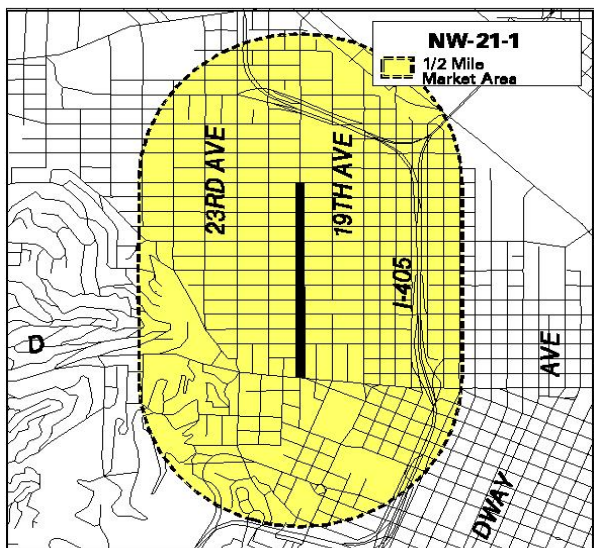 NW-21-1
1/2 Mile
Market Area
23RD AVE
19TH AVE
I-405
D
AVE
DWAY